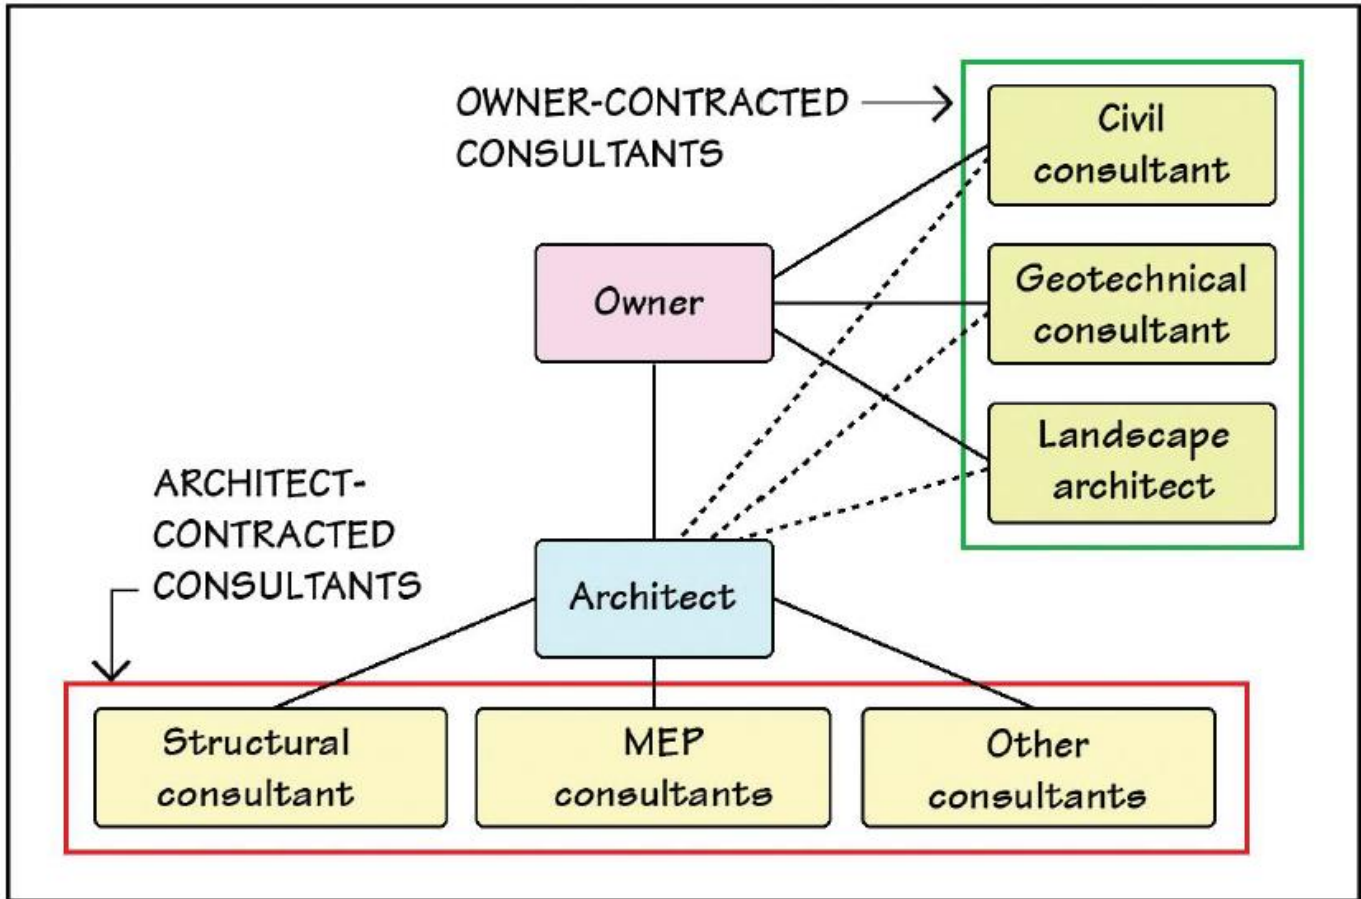 OWNER-CONTRACTED
CONSULTANTS
Civil
consultant
Owner
Geotechnical
consultant
Landscape
architect
ARCHITECT-
CONTRACTED
CONSULTANTS
Architect
Structural
consultant
MEP
consultants
Other
consultants